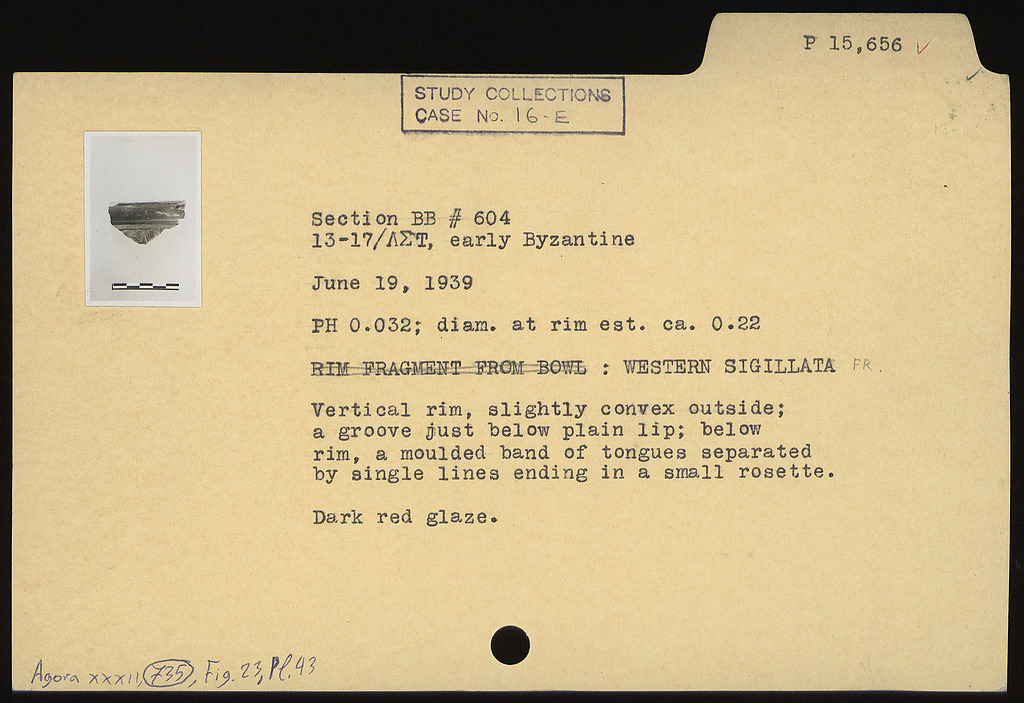 P 15,656 ✓
STUDY COLLECTIONS
CASE No. 16-E
Section BB # 604
13-17/ΛΣΤ, early Byzantine
June 19, 1939
PH 0.032; diam. at rim est. ca. 0.22
RIM FRAGMENT FROM BOWL : WESTERN SIGILLATA FR.
Vertical rim, slightly convex outside;
a groove just below plain lip; below
rim, a moulded band of tongues separated
by single lines ending in a small rosette.
Dark red glaze.
Agora XXXII, 735, Fig. 23, Pl. 43